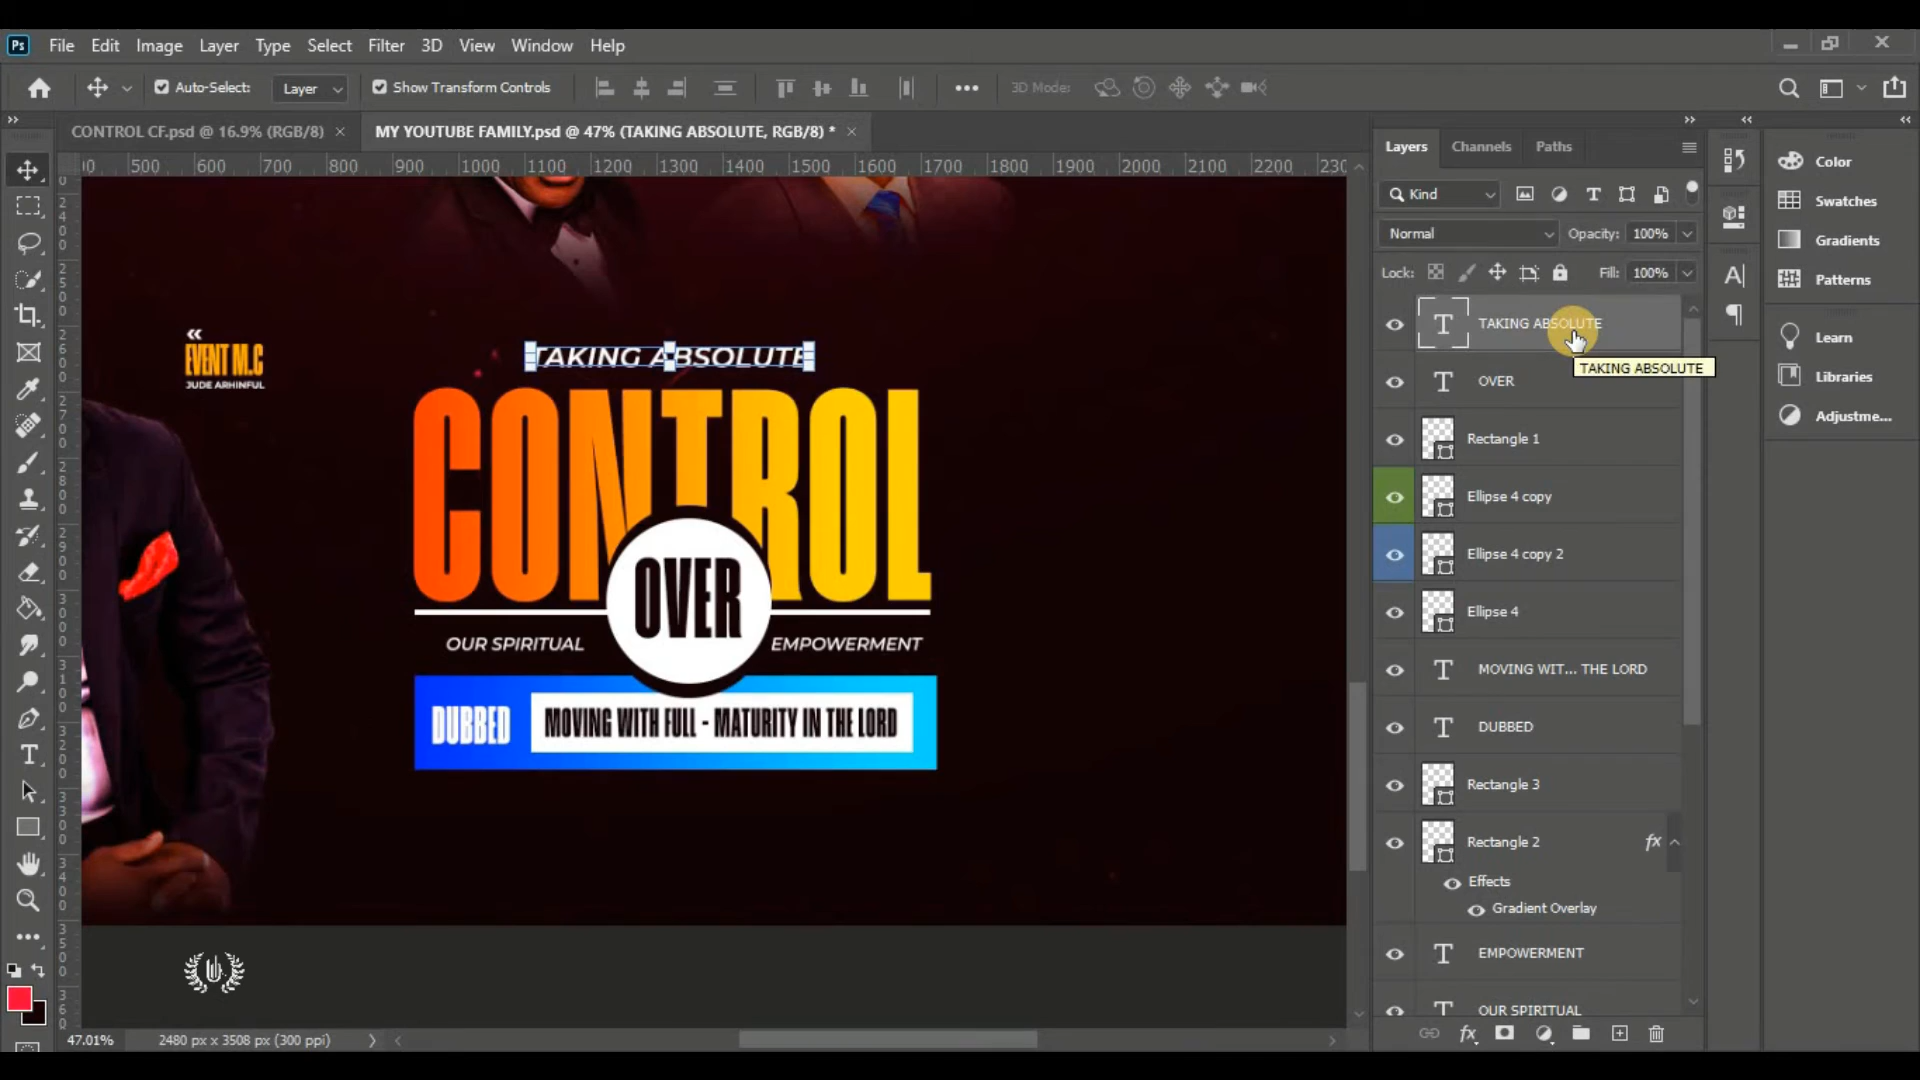 Ps File Edit Image Layer Type Select Filter 3D View Window Help
Auto-Select: Layer Show Transform Controls 3D Mode:
CONTROL CF.psd @ 16.9% (RGB/8) MY YOUTUBE FAMILY.psd @ 47% (TAKING ABSOLUTE, RGB/8) *
500 600 700 800 900 1000 1100 1200 1300 1400 1500 1600 1700 1800 1900 2000 2100 2200
Layers Channels Paths
Kind
Normal Opacity: 100%
Lock: Fill: 100%
TAKING ABSOLUTE
TAKING ABSOLUTE
OVER
Rectangle 1
Ellipse 4 copy
Ellipse 4 copy 2
Ellipse 4
MOVING WIT... THE LORD
DUBBED
Rectangle 3
Rectangle 2 fx
Effects
Gradient Overlay
EMPOWERMENT
OUR SPIRITUAL
Color
Swatches
Gradients
Patterns
Learn
Libraries
Adjustme...
EVENT M.C
JUDE ARHINFUL
TAKING ABSOLUTE
CONTROL
OVER
OUR SPIRITUAL EMPOWERMENT
DUBBED MOVING WITH FULL - MATURITY IN THE LORD
47.01% 2480 px x 3508 px (300 ppi)